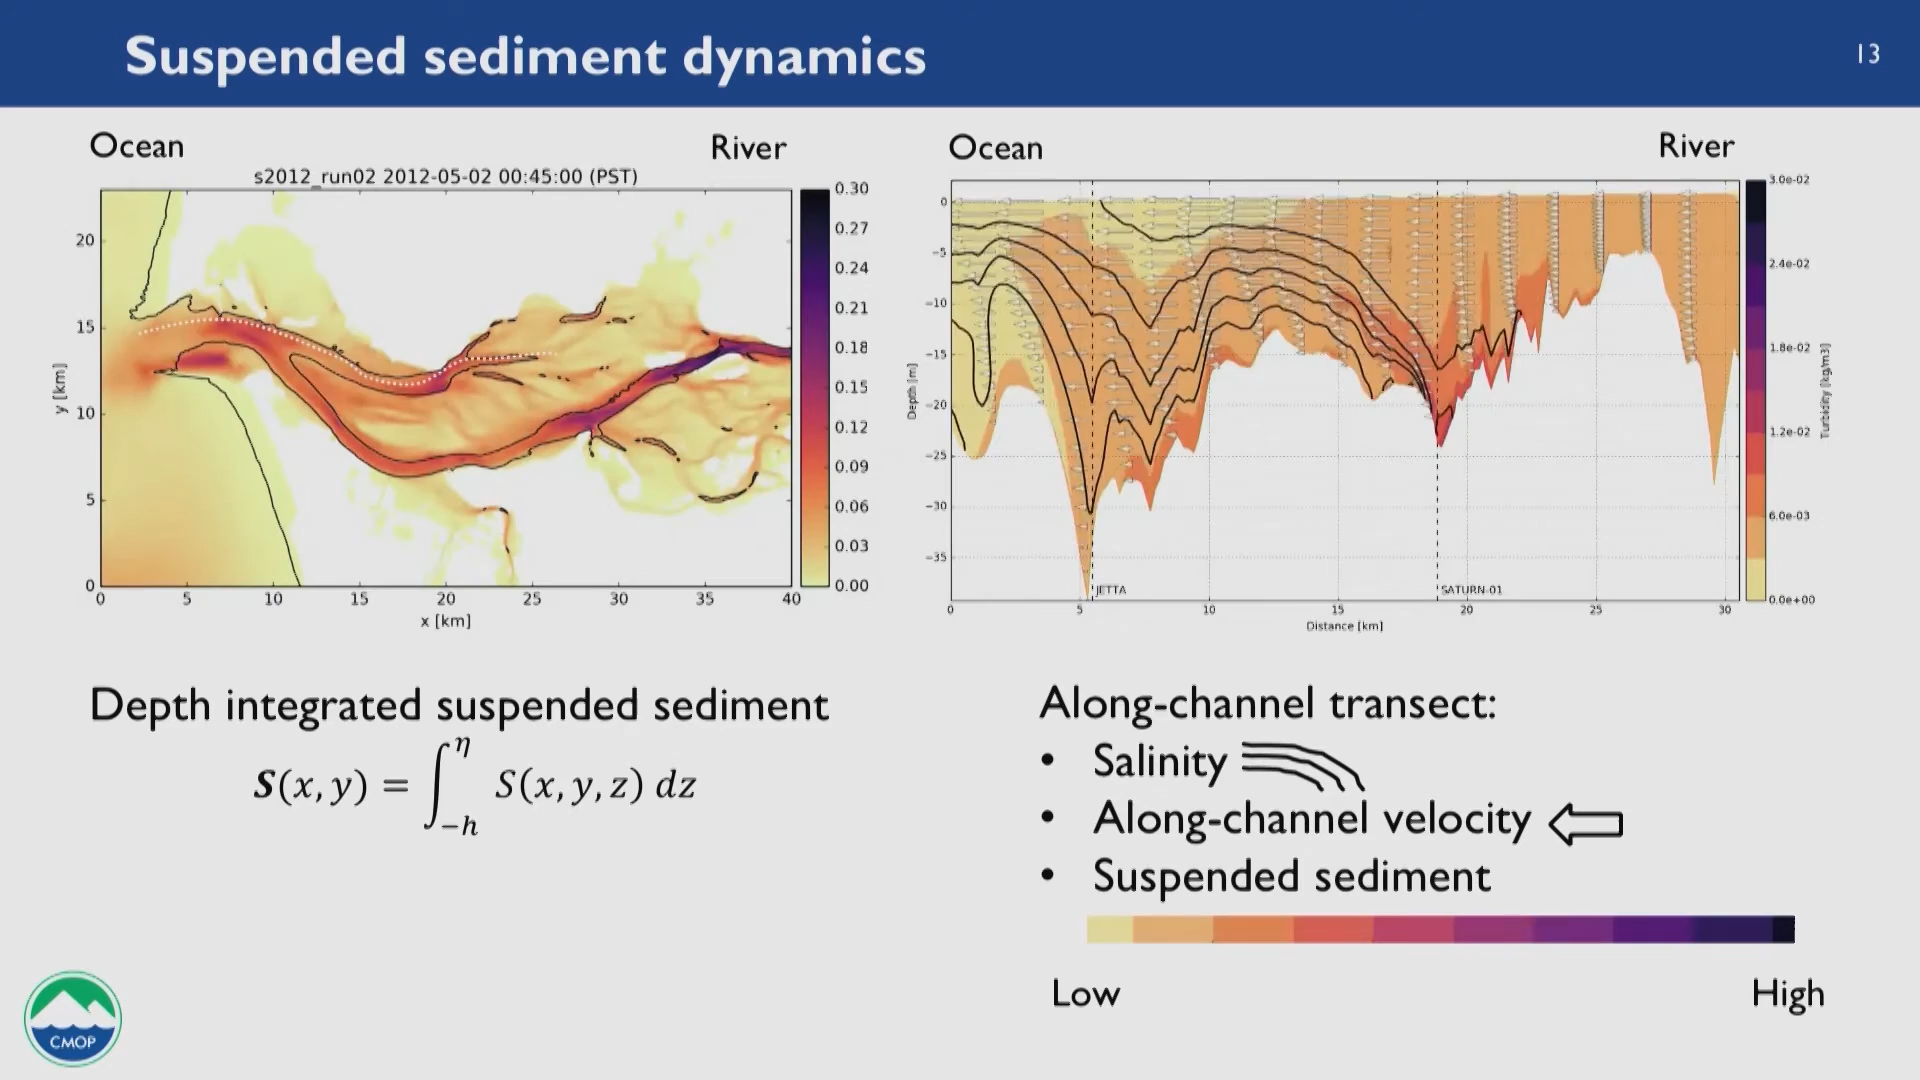 Suspended sediment dynamics
13
Ocean
River
s2012_run02 2012-05-02 00:45:00 (PST)
20
15
10
5
0
y [km]
0 5 10 15 20 25 30 35 40
x [km]
0.30
0.27
0.24
0.21
0.18
0.15
0.12
0.09
0.06
0.03
0.00
Ocean
River
0
−5
−10
−15
−20
−25
−30
−35
Depth [m]
JETTA
SATURN-01
0 5 10 15 20 25 30
Distance [km]
3.0e-02
2.4e-02
1.8e-02
1.2e-02
6.0e-03
0.0e+00
Turbidity [kg/m3]
Depth integrated suspended sediment
S(x, y) = ∫_{−h}^{η} S(x, y, z) dz
Along-channel transect:
• Salinity
• Along-channel velocity
• Suspended sediment
Low
High
CMOP